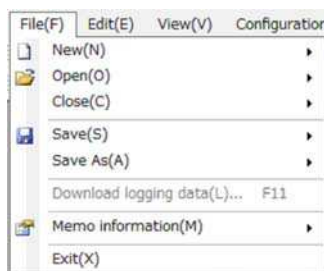 File(F) Edit(E) View(V) Configuration
New(N)
Open(O)
Close(C)
Save(S)
Save As(A)
Download logging data(L)... F11
Memo information(M)
Exit(X)